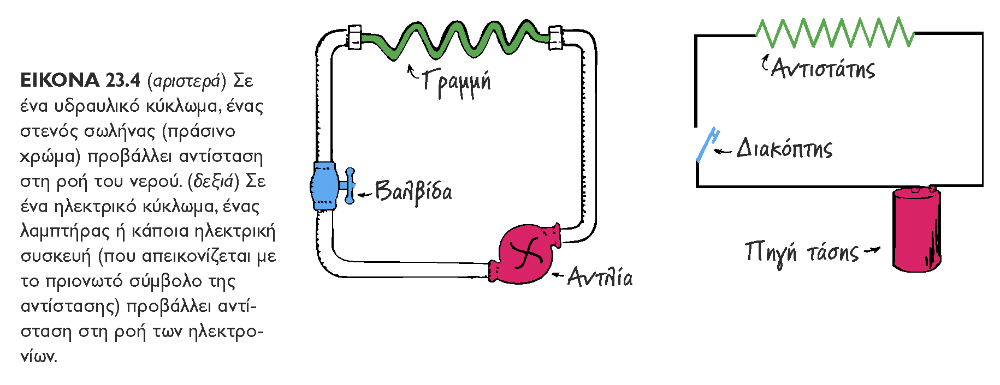 ΕΙΚΟΝΑ 23.4 (αριστερά) Σε
ένα υδραυλικό κύκλωμα, ένας
στενός σωλήνας (πράσινο
χρώμα) προβάλλει αντίσταση
στη ροή του νερού. (δεξιά) Σε
ένα ηλεκτρικό κύκλωμα, ένας
λαμπτήρας ή κάποια ηλεκτρική
συσκευή (που απεικονίζεται με
το πριονωτό σύμβολο της
αντίστασης) προβάλλει αντί-
σταση στη ροή των ηλεκτρο-
νίων.
Γραμμή
Βαλβίδα
Αντλία
Αντιστάτης
Διακόπτης
Πηγή τάσης